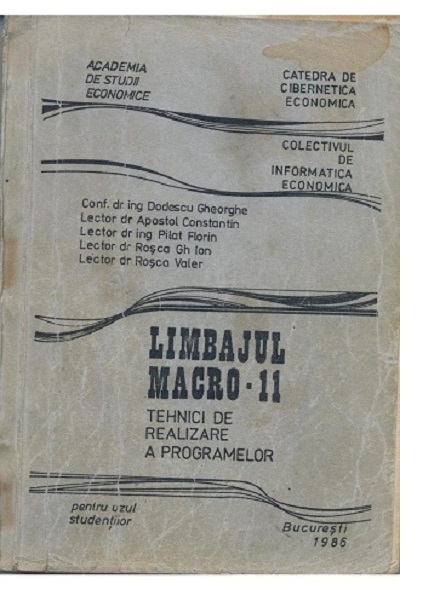 ACADEMIA
DE STUDII
ECONOMICE
CATEDRA DE
CIBERNETICA
ECONOMICA
COLECTIVUL
DE
INFORMATICA
ECONOMICA
Conf. dr. ing Dodescu Gheorghe
Lector dr Apostol Constantin
Lector dr ing Pilat Florin
Lector dr Roşca Gh Ion
Lector dr Roşca Valer
LIMBAJUL
MACRO-11
TEHNICI DE
REALIZARE
A PROGRAMELOR
pentru uzul
studenţilor
Bucureşti
1986